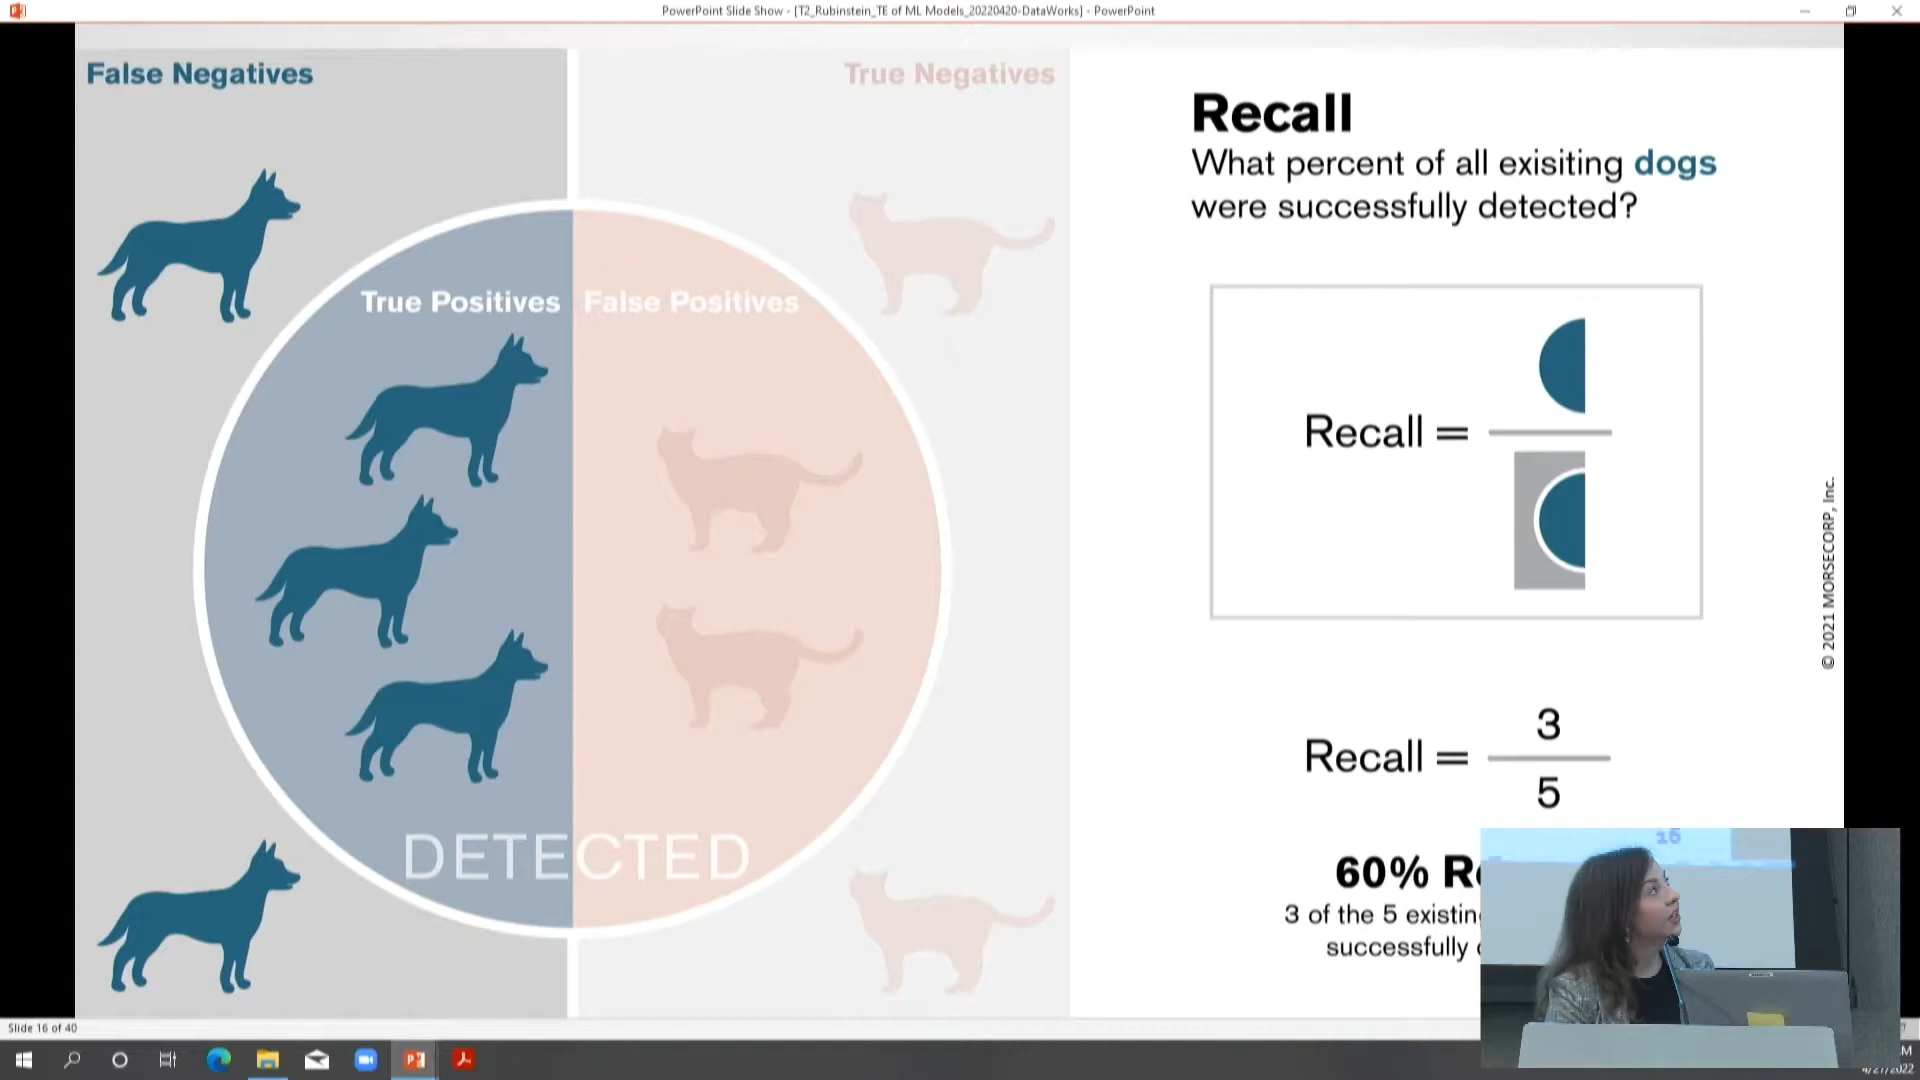 PowerPoint Slide Show - [T2_Rubinstein_TE of ML Models_20220420-DataWorks] - PowerPoint
False Negatives
True Negatives
True Positives
False Positives
DETECTED
Recall
What percent of all exisiting dogs
were successfully detected?
Recall =
Recall = 3
5
60%
3 of the 5
successfully
© 2021 MORSECORP, Inc.
16
Slide 16 of 40